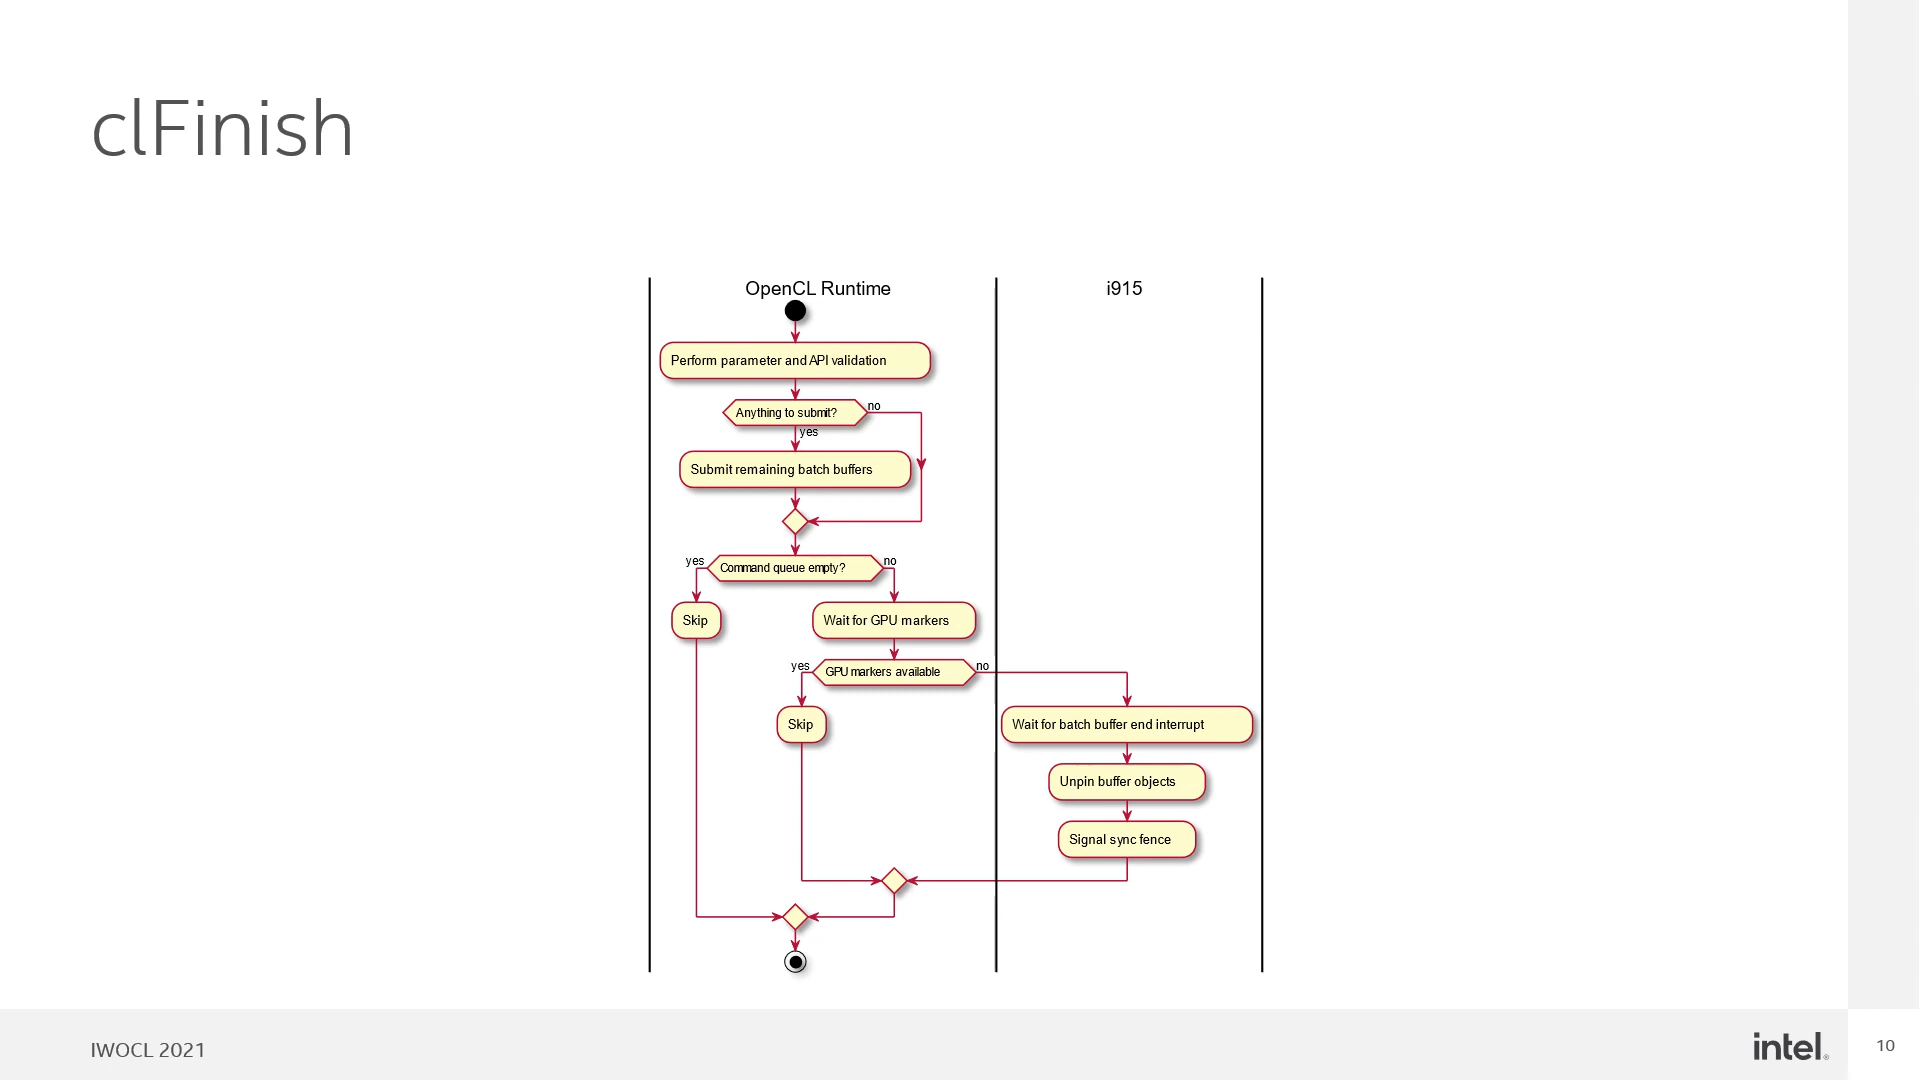 clFinish
OpenCL Runtime
i915
Perform parameter and API validation
Anything to submit?
no
yes
Submit remaining batch buffers
yes
Command queue empty?
no
Skip
Wait for GPU markers
yes
GPU markers available
no
Skip
Wait for batch buffer end interrupt
Unpin buffer objects
Signal sync fence
IWOCL 2021
intel®
10